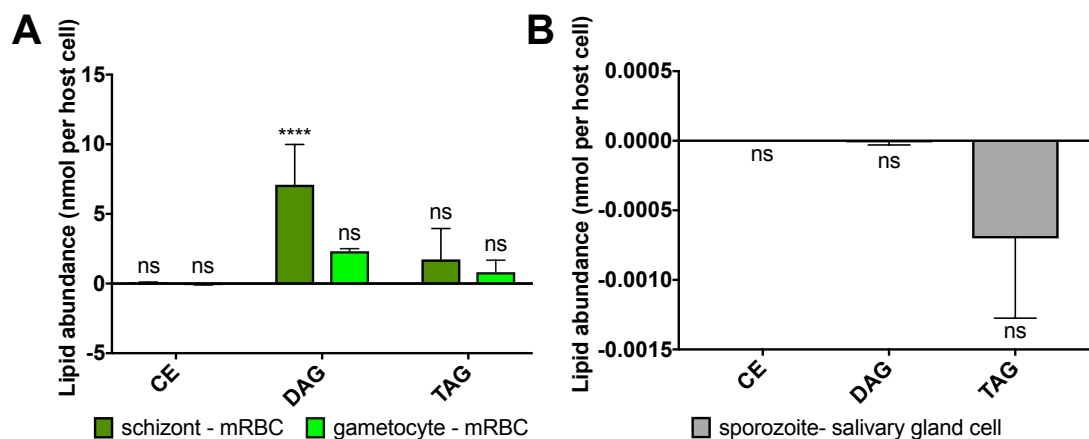 A
Lipid abundance (nmol per host cell)
15
10
5
0
-5
ns
ns
****
ns
ns
ns
CE
DAG
TAG
schizont - mRBC
gametocyte - mRBC
B
Lipid abundance (nmol per host cell)
0.0005
0.0000
-0.0005
-0.0010
-0.0015
ns
ns
ns
CE
DAG
TAG
sporozoite- salivary gland cell